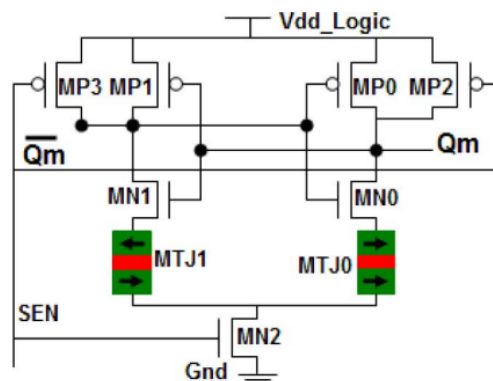 Vdd_Logic
MP3 MP1 MP0 MP2
Qm Qm
MN1 MN0
MTJ1 MTJ0
SEN
MN2
Gnd